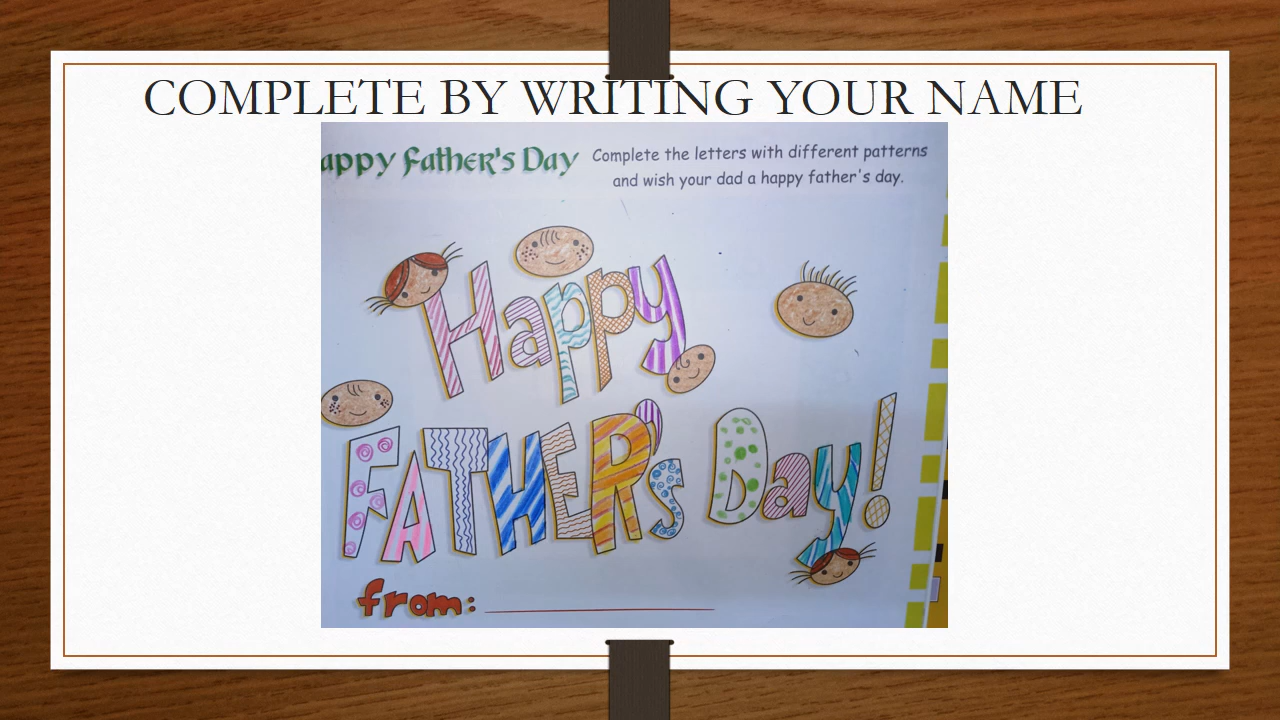 COMPLETE BY WRITING YOUR NAME
appy Father's Day
Complete the letters with different patterns
and wish your dad a happy father's day.
Happy
FATHER's Day!
from: